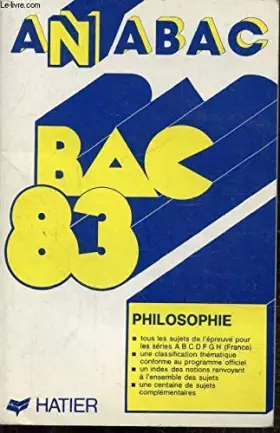 Le-livre.com
ANNABAC
BAC
83
PHILOSOPHIE
■ tous les sujets de l'épreuve pour
les séries A B C D F G H (France)
■ une classification thématique
conforme au programme officiel
■ un index des notions renvoyant
à l'ensemble des sujets
■ une centaine de sujets
complémentaires
HATIER